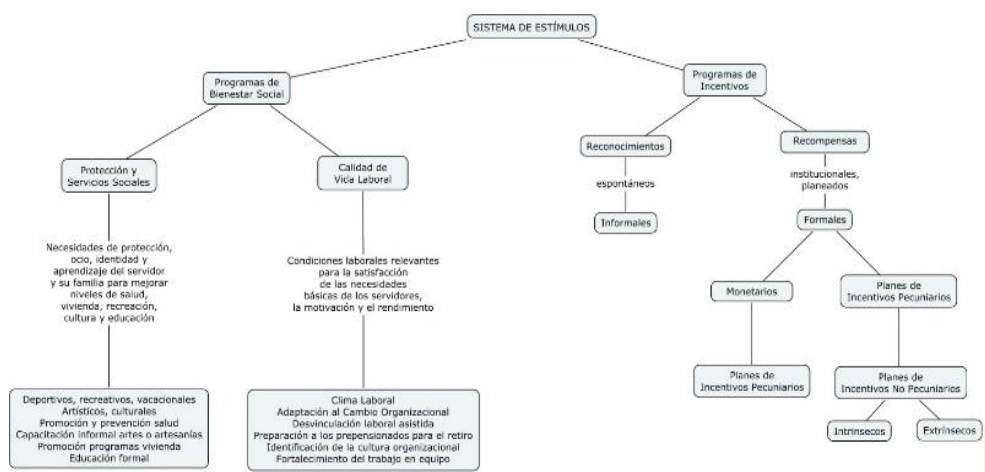 SISTEMA DE ESTÍMULOS
Programas de
Bienestar Social
Programas de
Incentivos
Protección y
Servicios Sociales
Calidad de
Vida Laboral
Reconocimientos
Recompensas
espontáneos
institucionales,
planeados
Informales
Formales
Necesidades de protección,
ocio, identidad y
aprendizaje del servidor
y su familia para mejorar
niveles de salud,
vivienda, recreación,
cultura y educación
Condiciones laborales relevantes
para la satisfacción
de las necesidades
básicas de los servidores,
la motivación y el rendimiento
Monetarios
Planes de
Incentivos Pecuniarios
Planes de
Incentivos Pecuniarios
Planes de
Incentivos No Pecuniarios
Deportivos, recreativos, vacacionales
Artísticos, culturales
Promoción y prevención salud
Capacitación informal artes o artesanías
Promoción programas vivienda
Educación formal
Clima Laboral
Adaptación al Cambio Organizacional
Desvinculación laboral asistida
Preparación a los prepensionados para el retiro
Identificación de la cultura organizacional
Fortalecimiento del trabajo en equipo
Intrínsecos
Extrínsecos